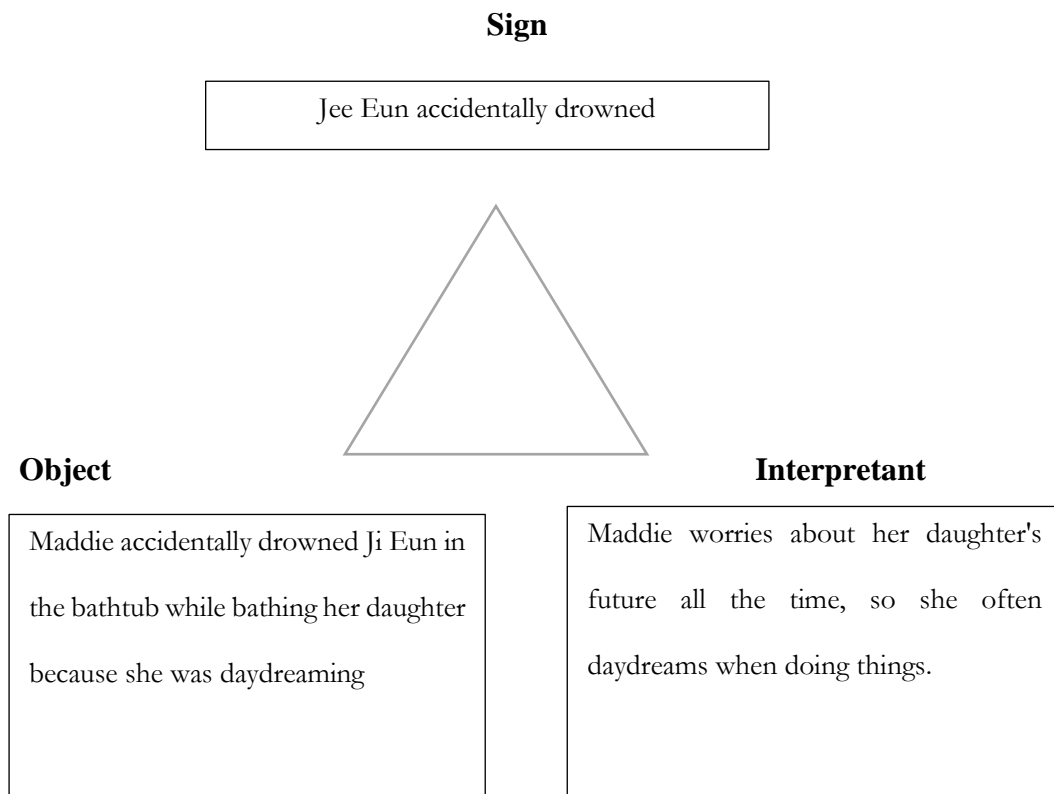 Sign
Jee Eun accidentally drowned
Object
Maddie accidentally drowned Ji Eun in
the bathtub while bathing her daughter
because she was daydreaming
Interpretant
Maddie worries about her daughter's
future all the time, so she often
daydreams when doing things.